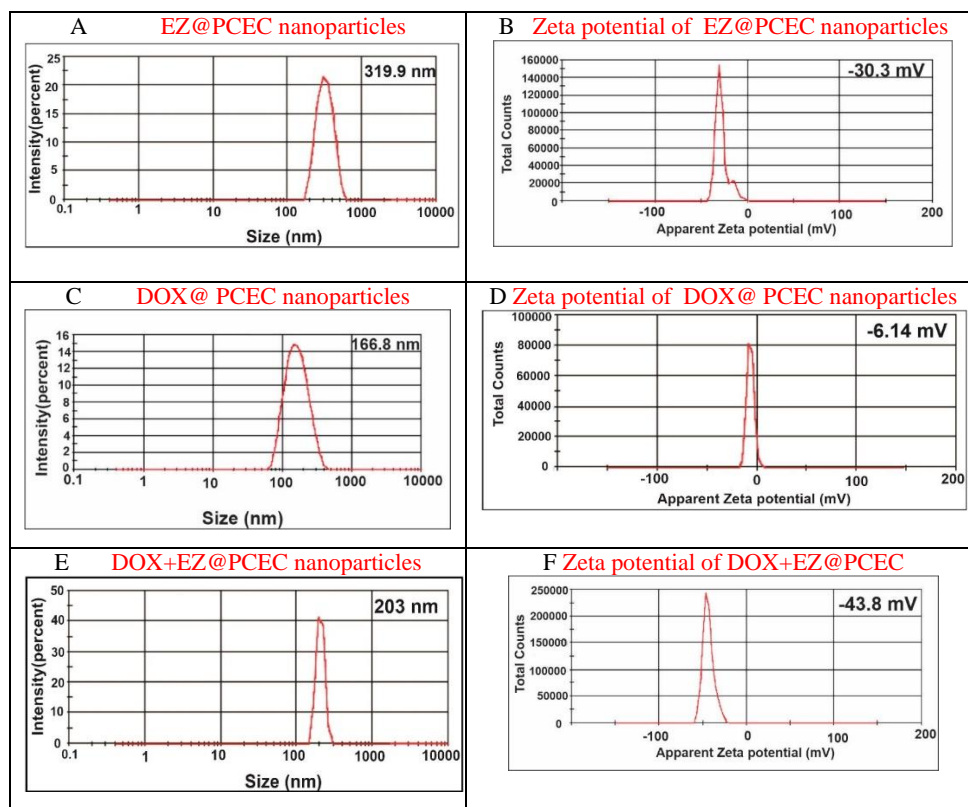 A EZ@PCEC nanoparticles
319.9 nm
Intensity(percent)
25
20
15
10
5
0
0.1 1 10 100 1000 10000
Size (nm)
B Zeta potential of EZ@PCEC nanoparticles
-30.3 mV
Total Counts
160000
140000
120000
100000
80000
60000
40000
20000
0
-100 0 100 200
Apparent Zeta potential (mV)
C DOX@ PCEC nanoparticles
166.8 nm
Intensity(percent)
16
14
12
10
8
6
4
2
0
0.1 1 10 100 1000 10000
Size (nm)
D Zeta potential of DOX@ PCEC nanoparticles
-6.14 mV
Total Counts
100000
80000
60000
40000
20000
0
-100 0 100 200
Apparent Zeta potential (mV)
E DOX+EZ@PCEC nanoparticles
203 nm
Intensity(percent)
50
40
30
20
10
0
0.1 1 10 100 1000 10000
Size (nm)
F Zeta potential of DOX+EZ@PCEC
-43.8 mV
Total Counts
250000
200000
150000
100000
50000
0
-100 0 100 200
Apparent Zeta potential (mV)